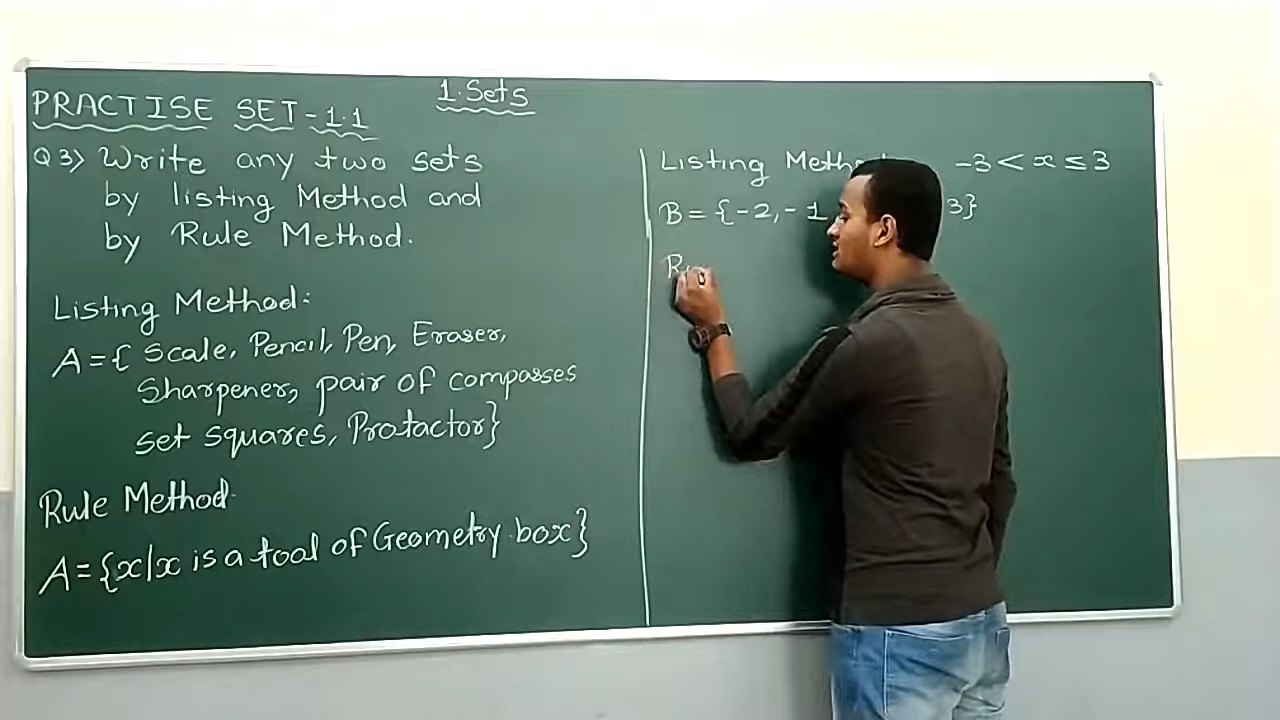 1. Sets
PRACTISE SET-1.1
Q3) Write any two sets
by listing Method and
by Rule Method.
Listing Method:
A={ Scale, Pencil, Pen, Eraser,
Sharpener, pair of compasses
set squares, Protactor}
Rule Method
A={x/x is a tool of Geometry box}
Listing -3 < x ≤ 3
B = {-2, -1, 3}